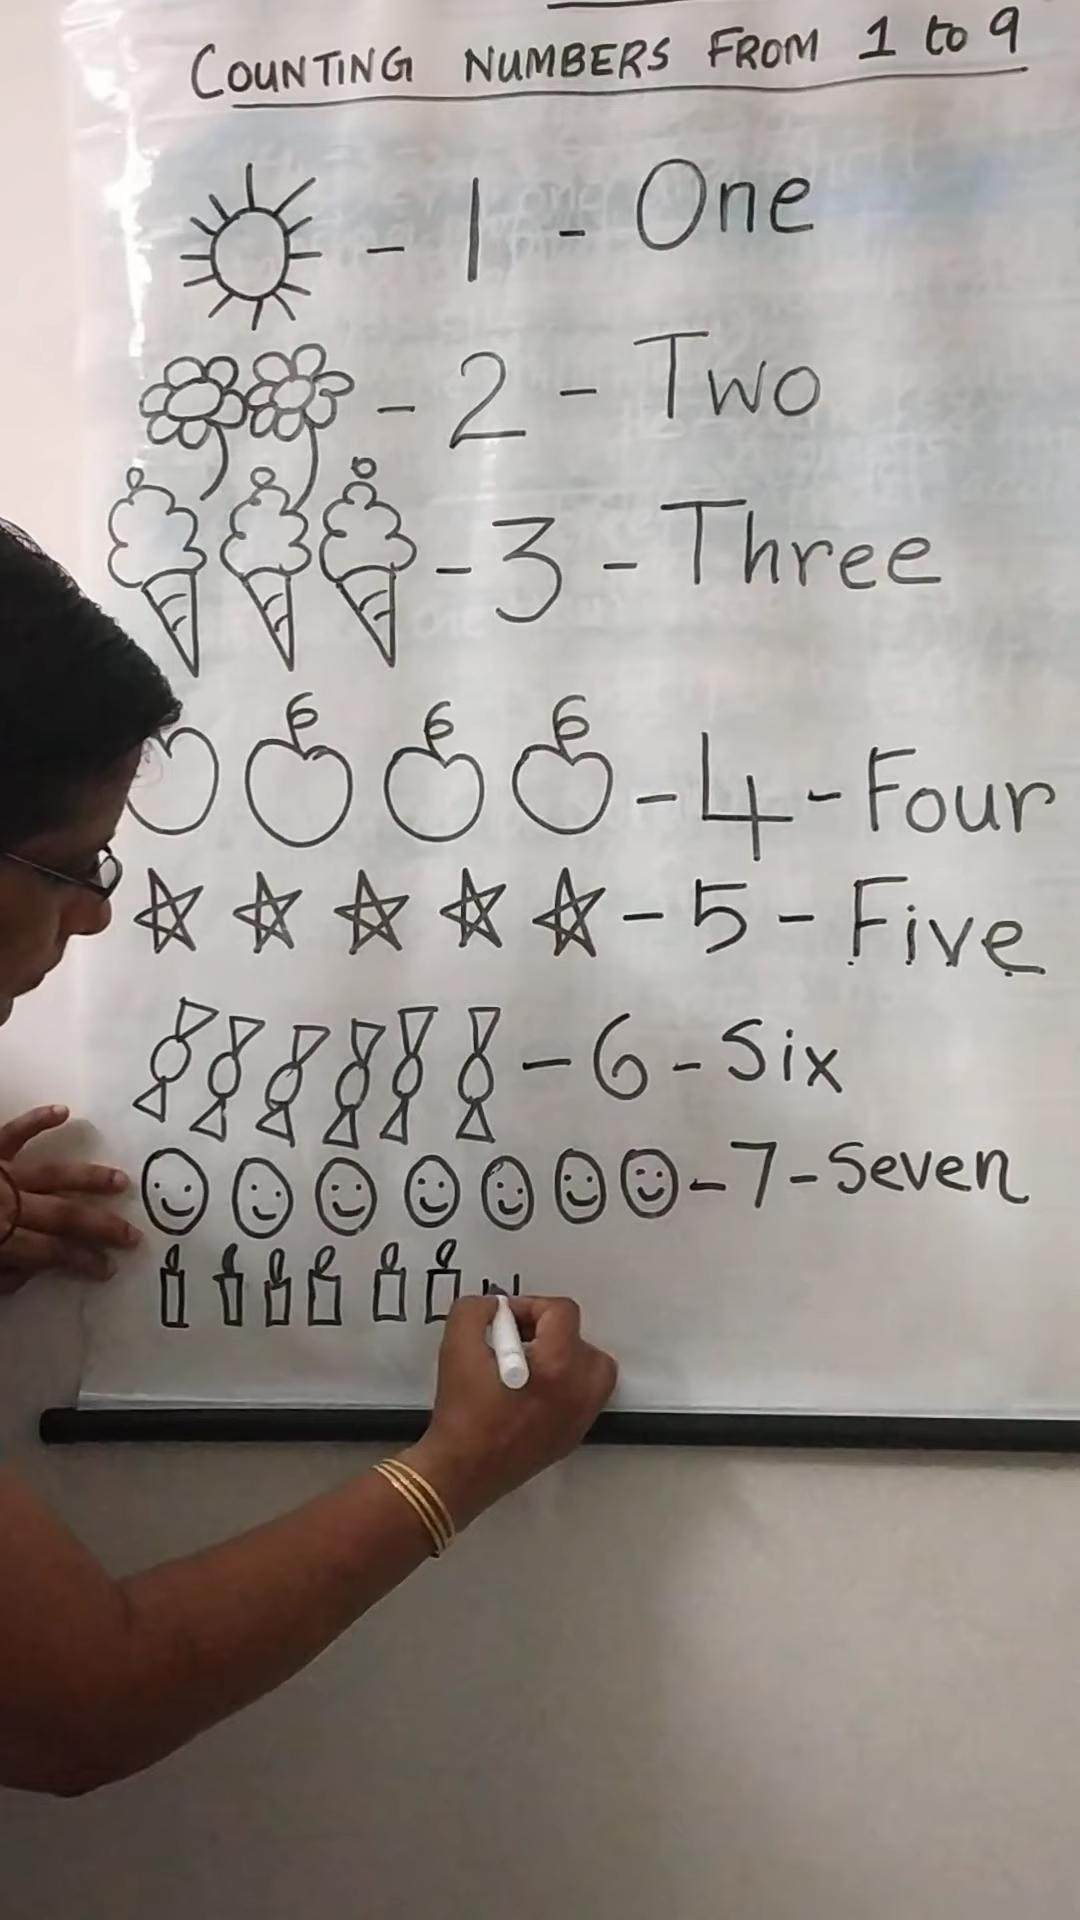 COUNTING NUMBERS FROM 1 to 9
- 1 - One
- 2 - Two
- 3 - Three
- 4 - Four
- 5 - Five
- 6 - Six
- 7 - Seven